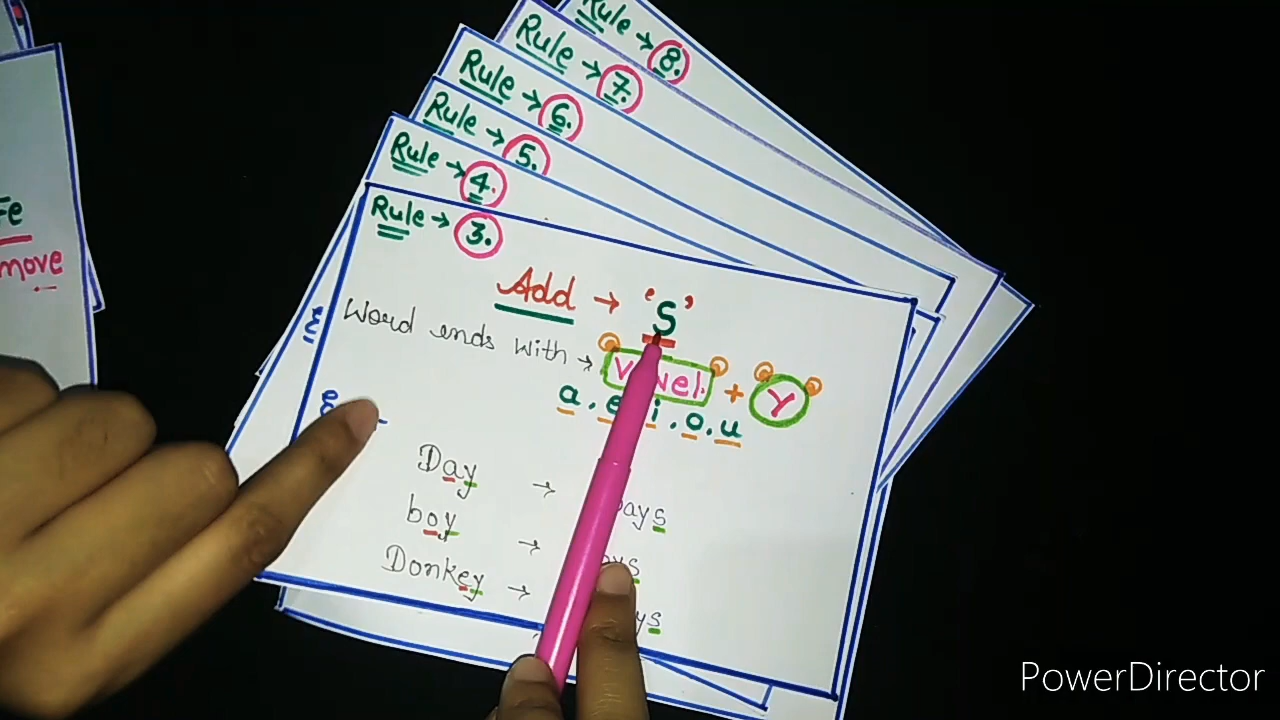 Rule → 8.
Rule → 7.
Rule → 6.
Rule → 5.
Rule → 4.
Rule → 3.
Add → 'S'
Word ends with → + Y
a . i . o . u
Day →
boy →
Donkey →
move
PowerDirector